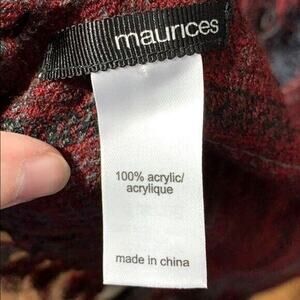 maurices
100% acrylic/
acrylique
made in china